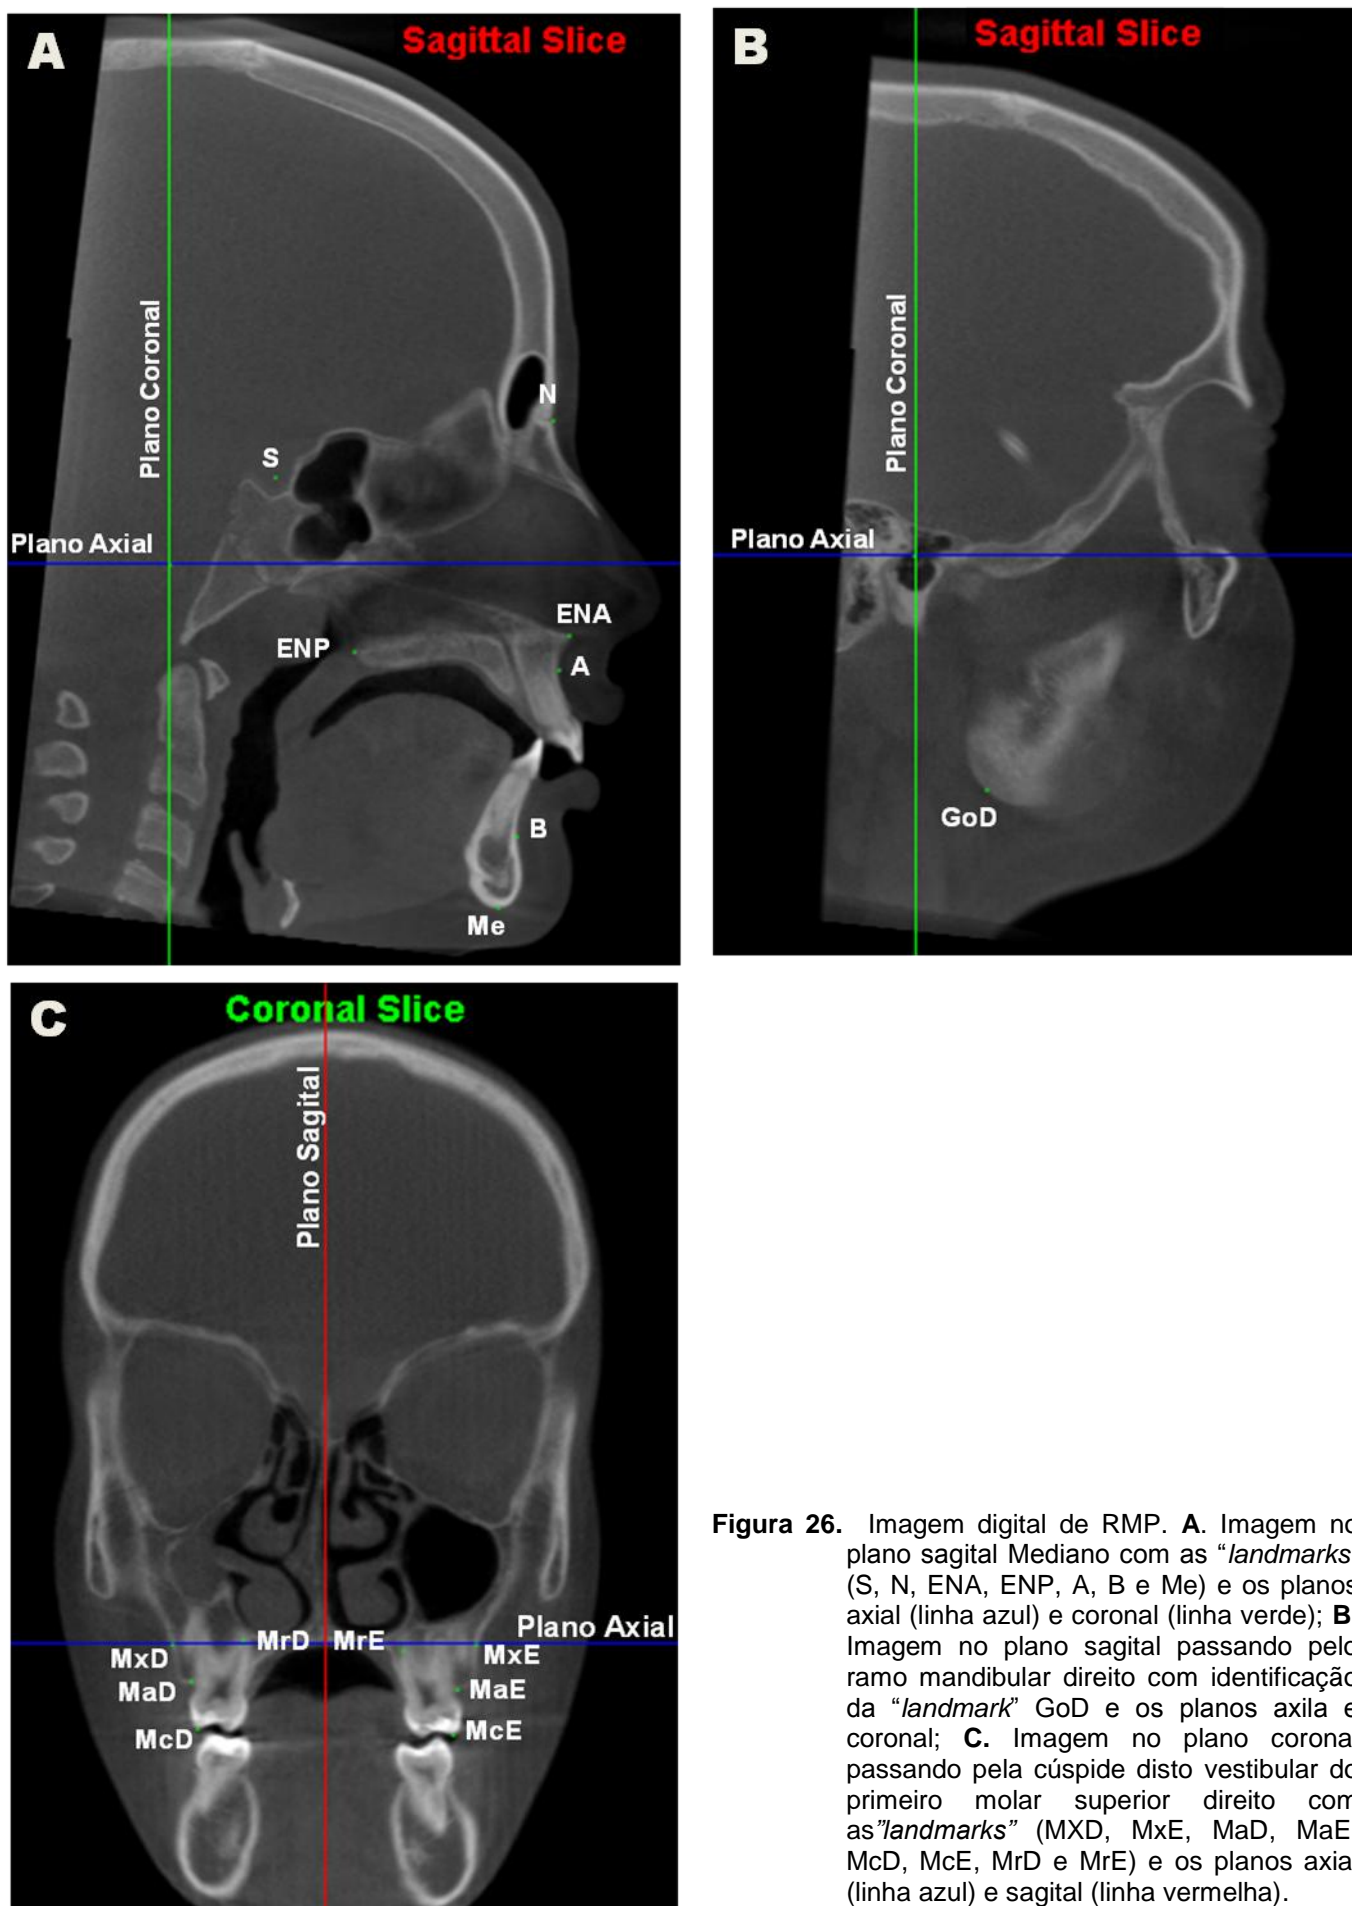 A
Sagittal Slice
Plano Coronal
N
S
Plano Axial
ENA
ENP
A
B
Me
B
Sagittal Slice
Plano Coronal
Plano Axial
GoD
C
Coronal Slice
Plano Sagital
Plano Axial
MrD
MrE
MxD
MxE
MaD
MaE
McD
McE
Figura 26. Imagem digital de RMP. A. Imagem no
plano sagital Mediano com as “landmarks
(S, N, ENA, ENP, A, B e Me) e os planos
axial (linha azul) e coronal (linha verde); B
Imagem no plano sagital passando pelo
ramo mandibular direito com identificação
da “landmark” GoD e os planos axila e
coronal; C. Imagem no plano corona
passando pela cúspide disto vestibular do
primeiro molar superior direito com
as”landmarks” (MXD, MxE, MaD, MaE
McD, McE, MrD e MrE) e os planos axia
(linha azul) e sagital (linha vermelha).